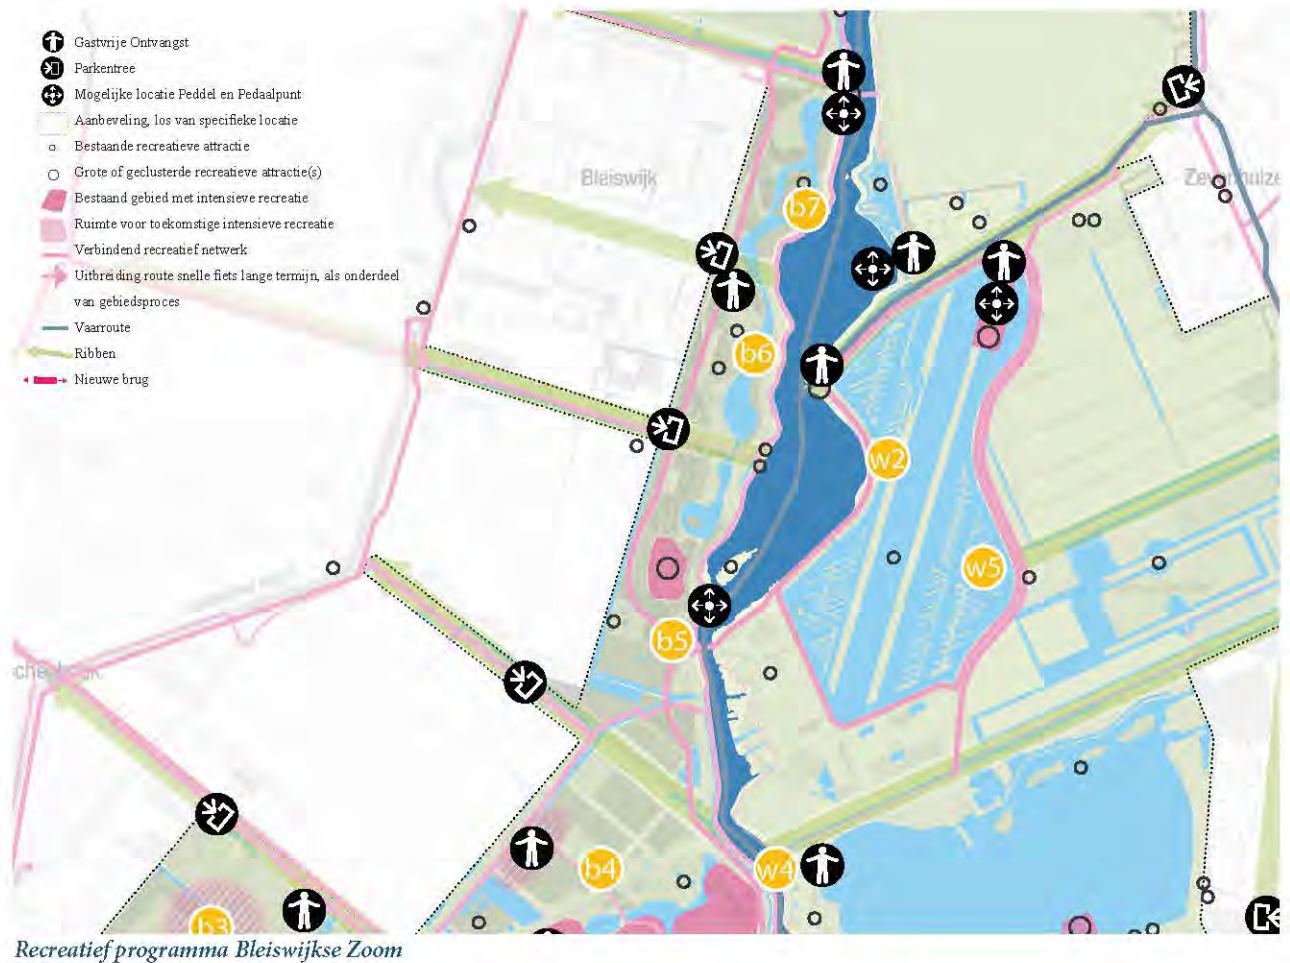 Gastvrije Ontvangst
Parkentree
Mogelijke locatie Peddel en Pedaalpunt
Aanbeveling, los van specifieke locatie
Bestaande recreatieve attractie
Grote of geclusterde recreatieve attractie(s)
Bestaand gebied met intensieve recreatie
Ruimte voor toekomstige intensieve recreatie
Verbindend recreatief netwerk
Uitbreiding route snelle fiets lange termijn, als onderdeel
van gebiedsproces
Vaarroute
Ribben
Nieuwe brug
Bleiswijk
b7
b6
w2
w5
b5
b4
w4
b3
Recreatief programma Bleiswijkse Zoom